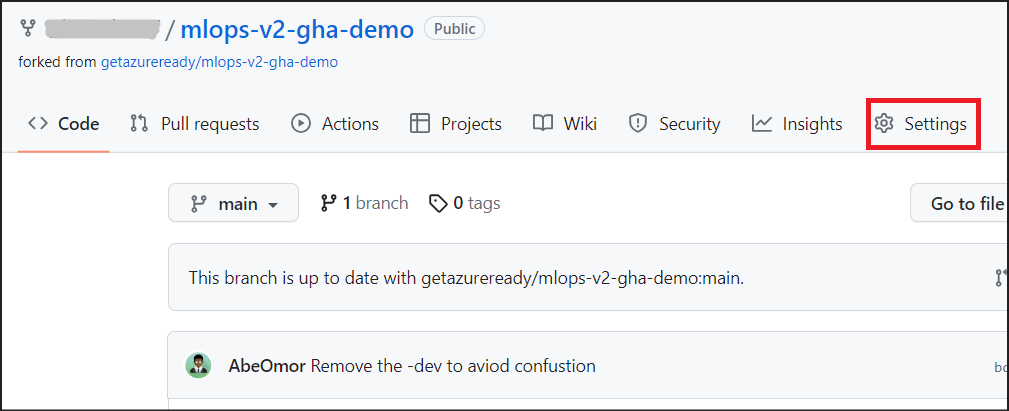 / mlops-v2-gha-demo Public
forked from getazureready/mlops-v2-gha-demo
Code Pull requests Actions Projects Wiki Security Insights Settings
main 1 branch 0 tags Go to file
This branch is up to date with getazureready/mlops-v2-gha-demo:main.
AbeOmor Remove the -dev to aviod confustion